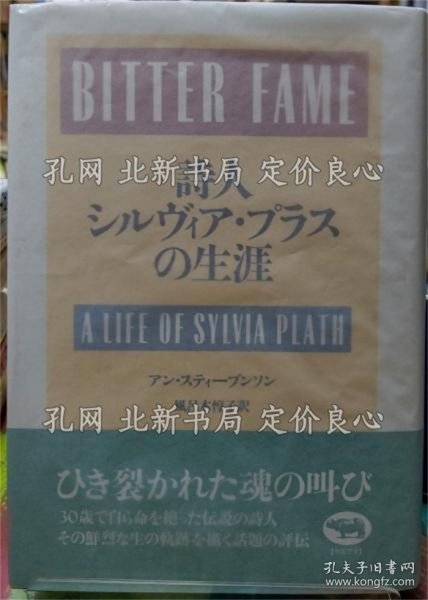 BITTER FAME
孔网 北新书局 定价良心
詩人
シルヴィア・プラス
の生涯
A LIFE OF SYLVIA PLATH
アン・スティーブンソン
孔网 北新书局 定价良心
ひき裂かれた魂の叫び
30歳で自ら命を絶った伝説の詩人
その鮮烈な生の軌跡を描く話題の評伝
孔夫子旧书网
www.kongfz.com